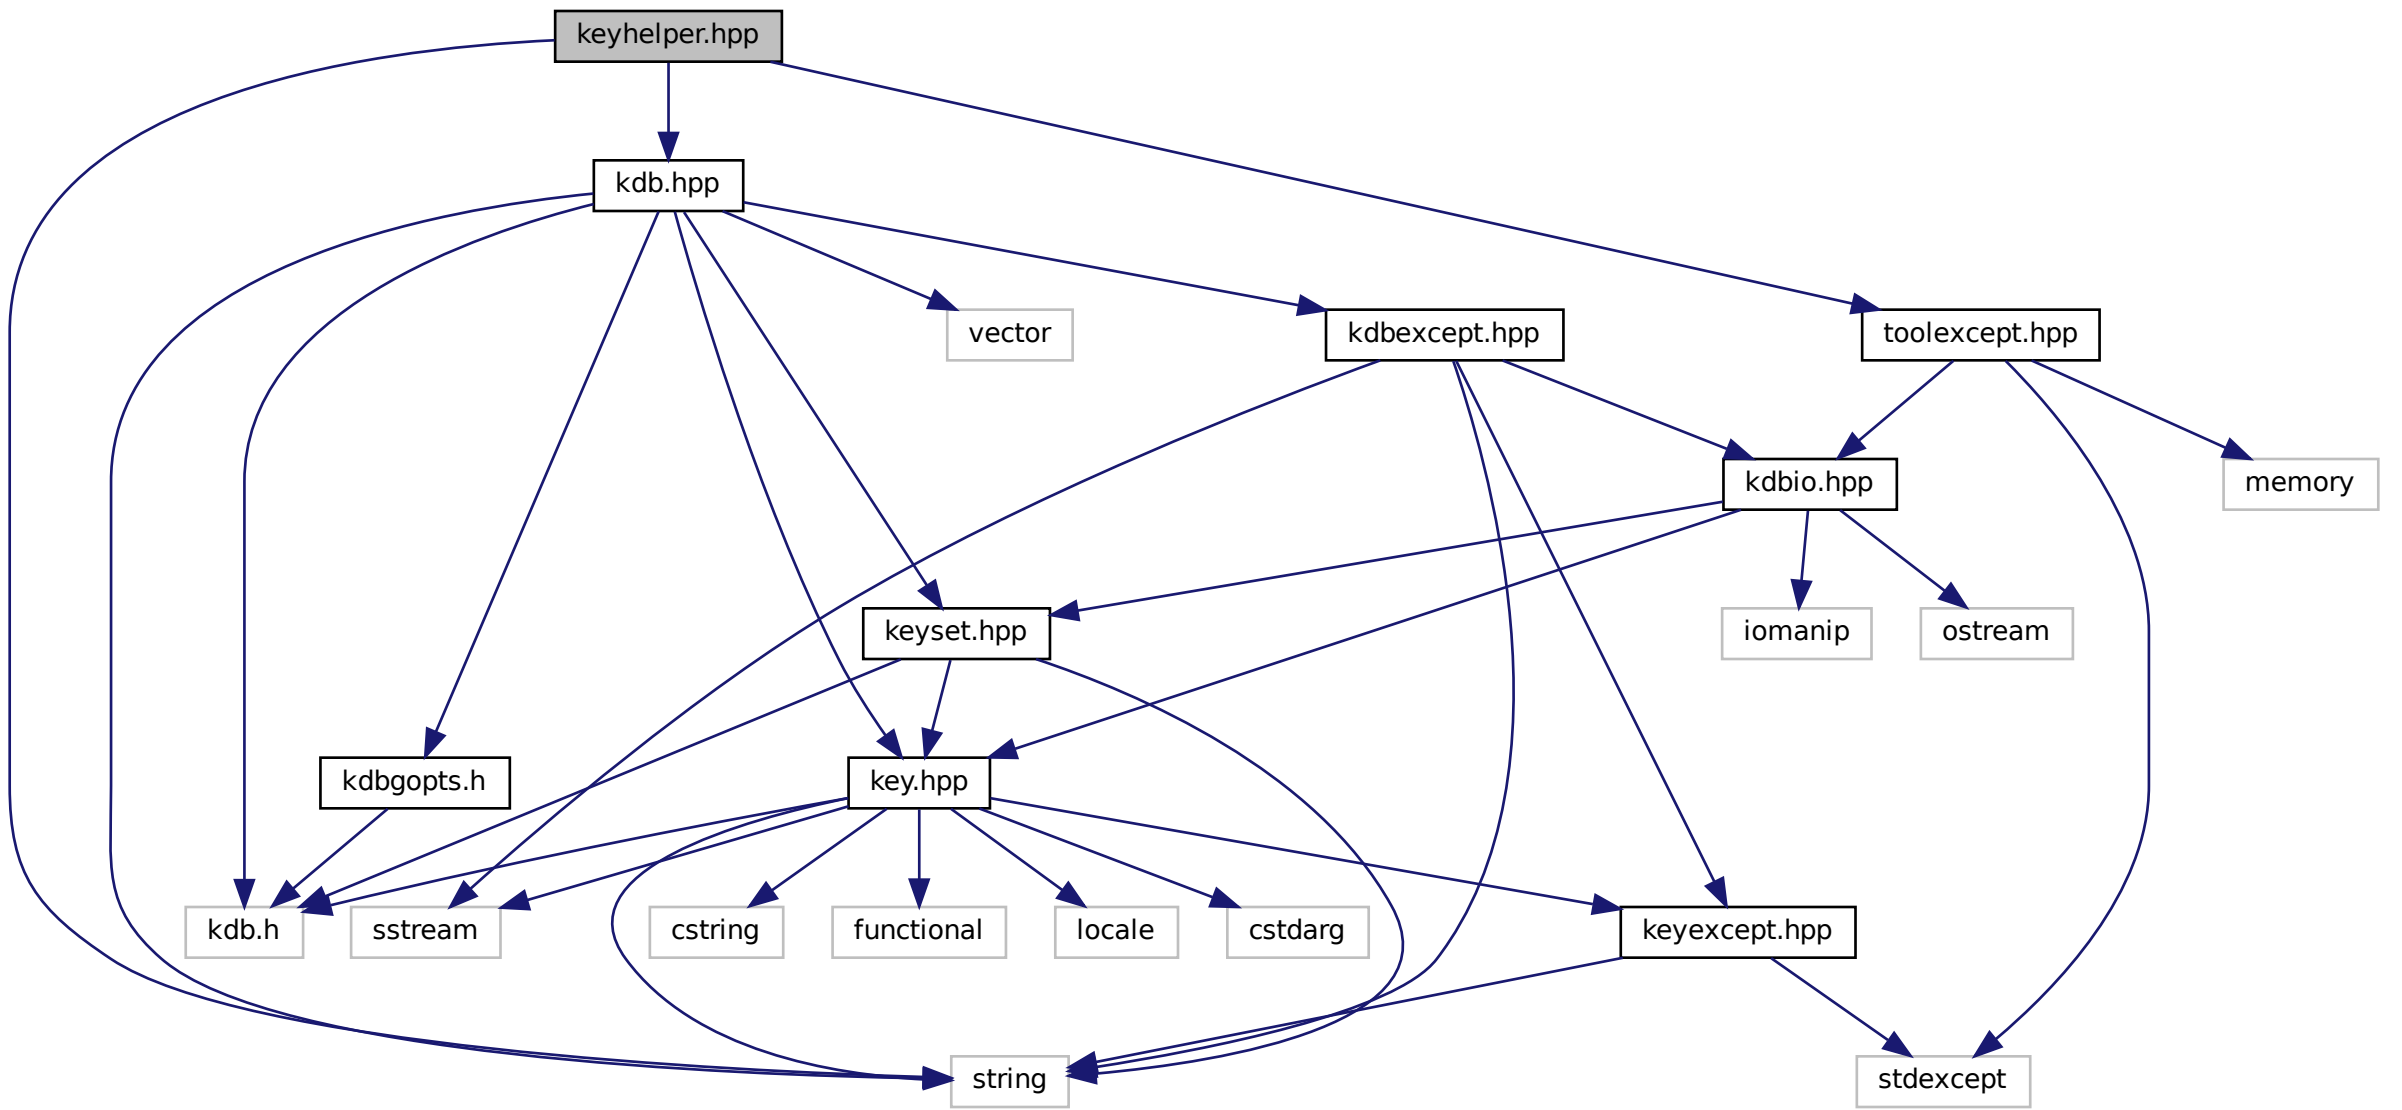 keyhelper.hpp
kdb.hpp
vector
kdbexcept.hpp
toolexcept.hpp
kdbio.hpp
memory
keyset.hpp
iomanip
ostream
kdbgopts.h
key.hpp
kdb.h
sstream
cstring
functional
locale
cstdarg
keyexcept.hpp
string
stdexcept